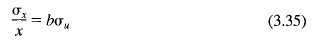 σx/x = bσu (3.35)